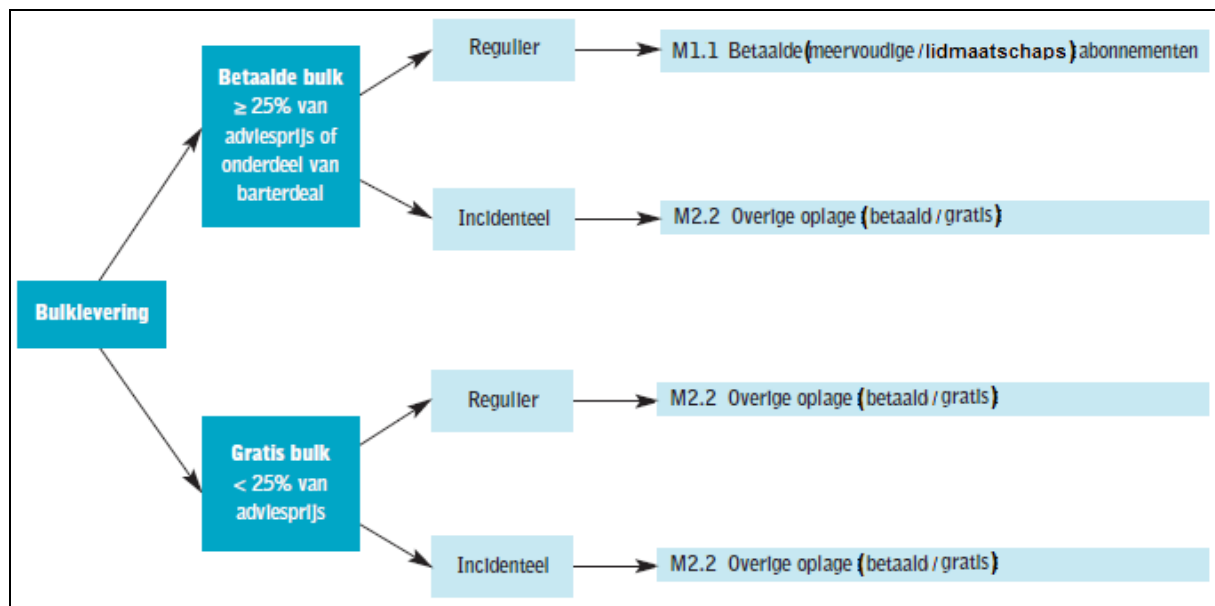 Regulier
M1.1 Betaalde (meervoudige/lidmaatschaps) abonnementen
Betaalde bulk
≥ 25% van
adviesprijs of
onderdeel van
barterdeal
Incidenteel
M2.2 Overige oplage (betaald/gratis)
Bulklevering
Regulier
M2.2 Overige oplage (betaald/gratis)
Gratis bulk
< 25% van
adviesprijs
Incidenteel
M2.2 Overige oplage (betaald/gratis)